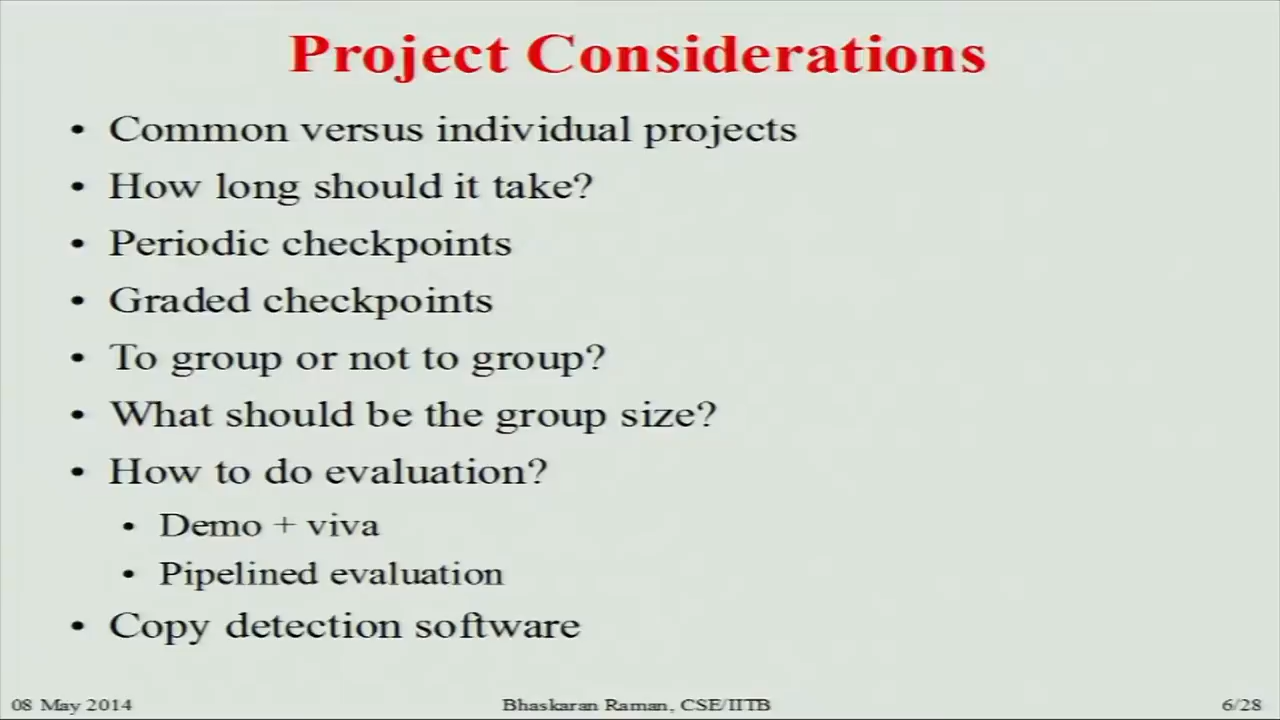 Project Considerations
• Common versus individual projects
• How long should it take?
• Periodic checkpoints
• Graded checkpoints
• To group or not to group?
• What should be the group size?
• How to do evaluation?
• Demo + viva
• Pipelined evaluation
• Copy detection software
08 May 2014 Bhaskaran Raman, CSE/IITB 6/28